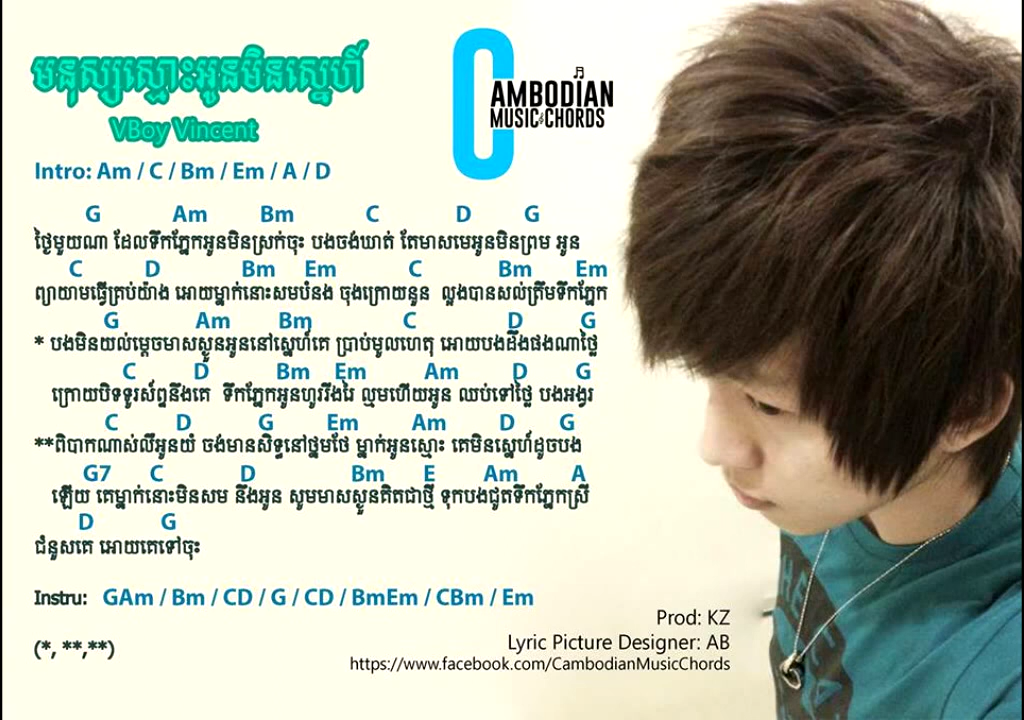 មនុស្សស្មោះអូនមិនស្នេហ៍
VBoy Vincent
CAMBODIAN
MUSIC CHORDS
Intro: Am / C / Bm / Em / A / D
G Am Bm C D G
ថ្ងៃមួយណា ដែលទឹកភ្នែកអូនមិនស្រក់ចុះ បងចង់ឃាត់ តែមាសមេអូនមិនព្រម អូន
C D Bm Em C Bm Em
ព្យាយាមធ្វើគ្រប់យ៉ាង អោយម្នាក់នោះសមបំនង ចុងក្រោយនួន ល្អងបានសល់ត្រឹមទឹកភ្នែក
G Am Bm C D G
* បងមិនយល់ម្តេចមាសស្ងួនអូននៅស្នេហ៍គេ ប្រាប់មូលហេតុ អោយបងដឹងផងណាថ្លៃ
C D Bm Em Am D G
ក្រោយបិទទូរស័ព្ទនឹងគេ ទឹកភ្នែកអូនហូររឹងរៃ ល្មមហើយអូន ឈប់ទៅថ្លៃ បងអង្វរ
C D G Em Am D G
**ពិបាកណាស់លឺអូនយំ ចង់មានសិទ្ធនៅថ្នមថែ ម្នាក់អូនស្មោះ គេមិនស្នេហ៍ដូចបង
G7 C D Bm E Am A
ឡើយ គេម្នាក់នោះមិនសម នឹងអូន សូមមាសស្ងួនគិតជាថ្មី ទុកបងជូតទឹកភ្នែកស្រី
D G
ជំនួសគេ អោយគេទៅចុះ
Instru: GAm / Bm / CD / G / CD / BmEm / CBm / Em
(*, **,**)
Prod: KZ
Lyric Picture Designer: AB
https://www.facebook.com/CambodianMusicChords